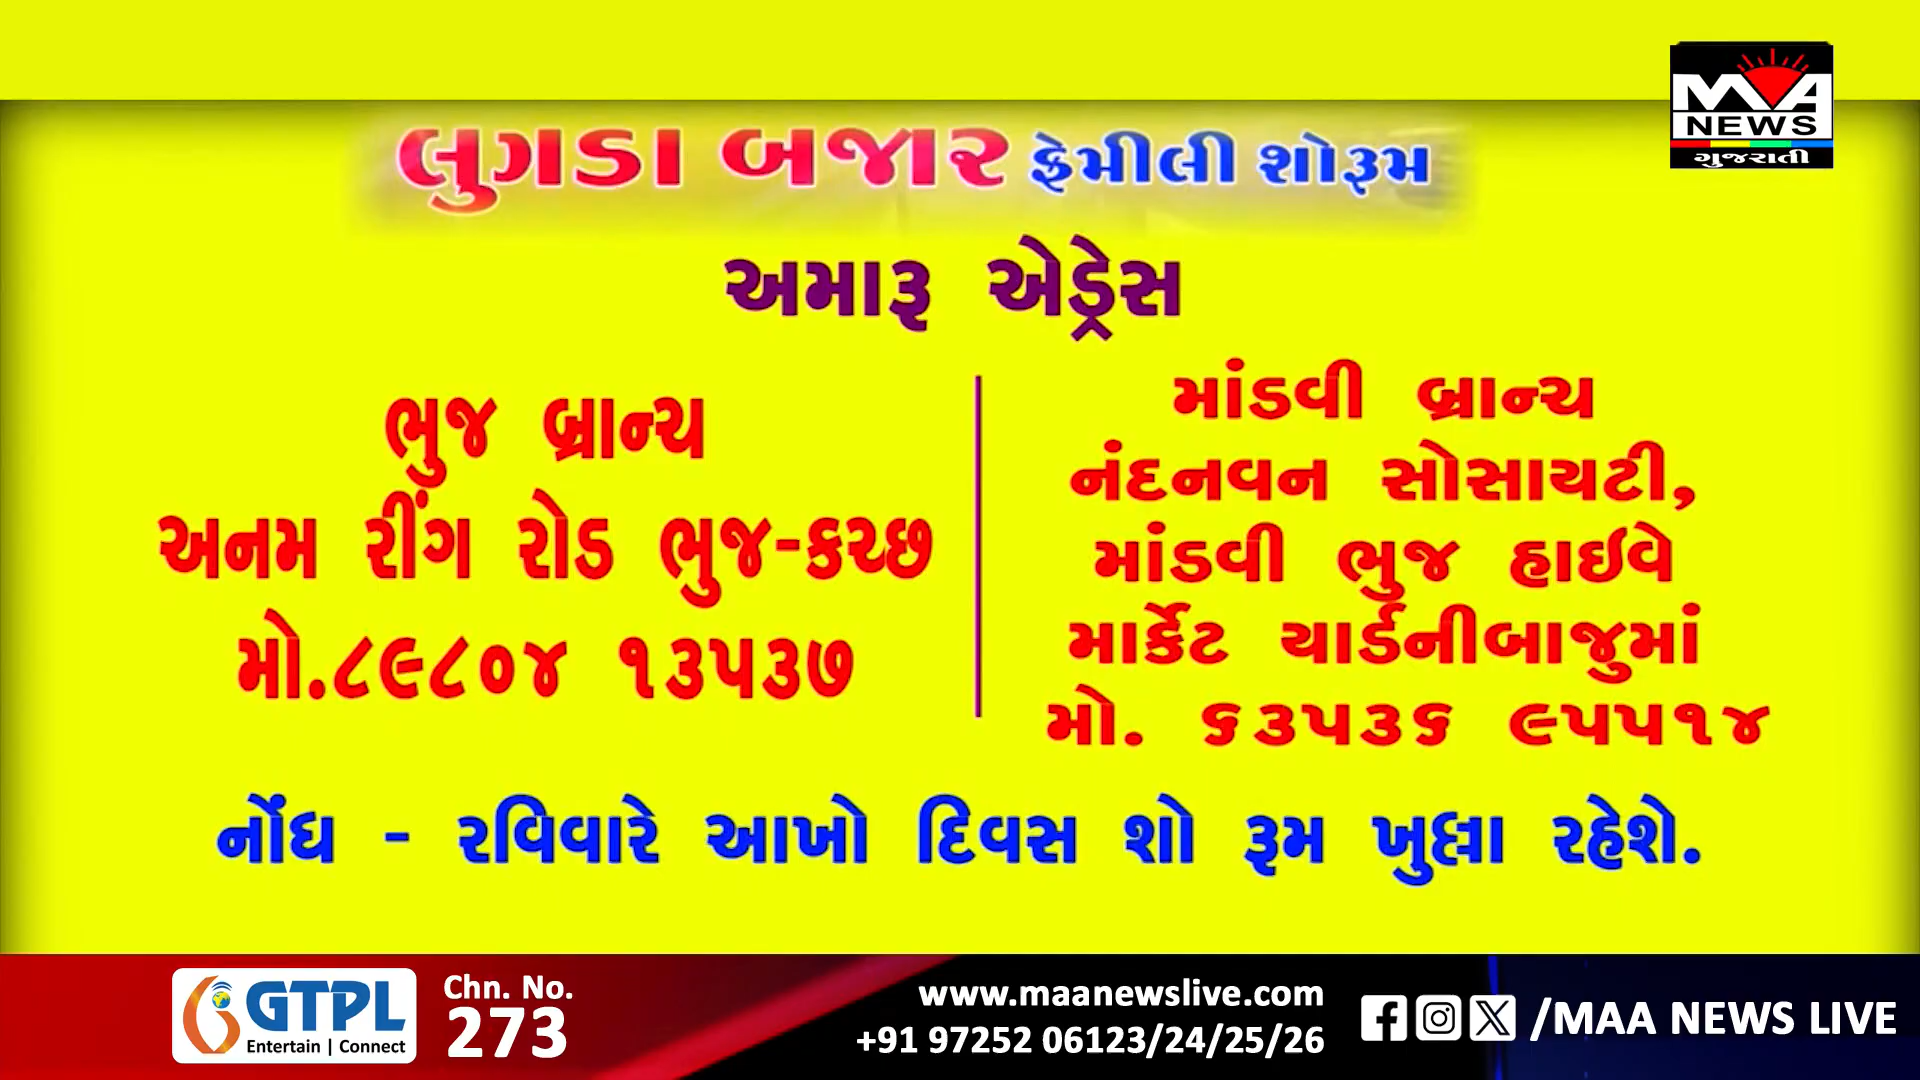 MAA
NEWS
ગુજરાતી
લુગડા બજાર ફેમીલી શોરૂમ
અમારૂ એડ્રેસ
ભુજ બ્રાન્ચ
અનમ રીંગ રોડ ભુજ-કચ્છ
મો.૮૯૮૦૪ ૧૩૫૩૭
માંડવી બ્રાન્ચ
નંદનવન સોસાયટી,
માંડવી ભુજ હાઇવે
માર્કેટ યાર્ડનીબાજુમાં
મો. ૬૩૫૩૬ ૯૫૫૧૪
નોંધ - રવિવારે આખો દિવસ શો રૂમ ખુલ્લા રહેશે.
GTPL
Entertain | Connect
Chn. No.
273
www.maanewslive.com
+91 97252 06123/24/25/26
/MAA NEWS LIVE